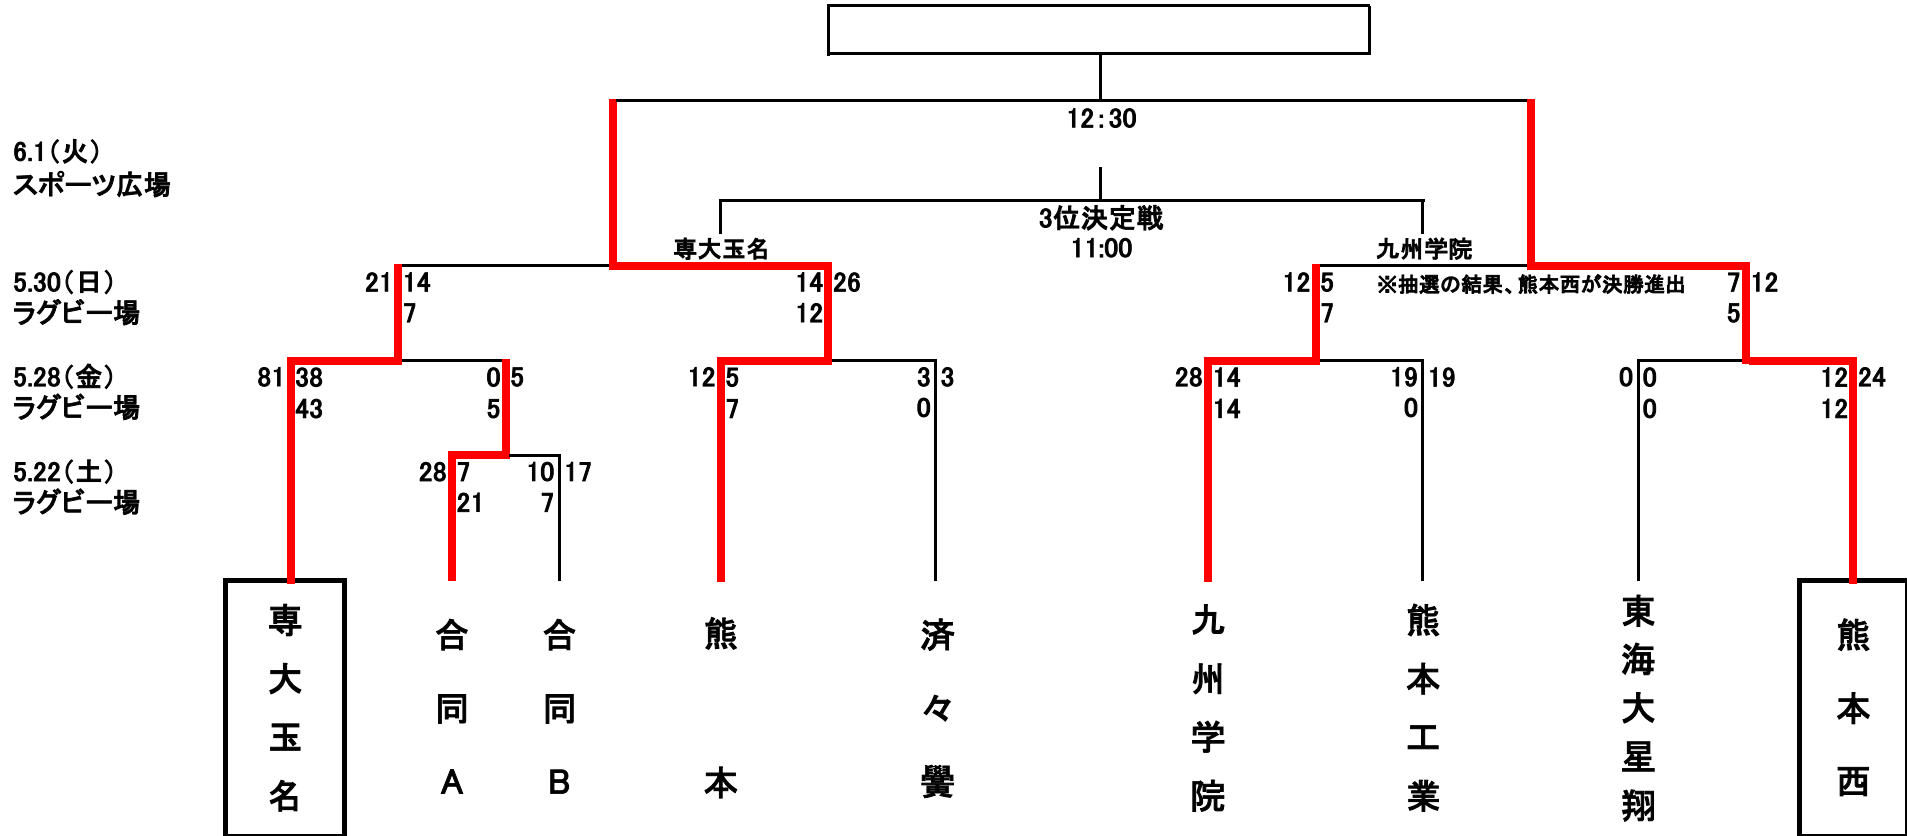 12:30
6.1(火)
スポーツ広場
3位決定戦
11:00
専大玉名
九州学院
5.30(日)
ラグビー場
21 14 14 26 12 5 ※抽選の結果、熊本西が決勝進出 7 12
7 12 7 5
5.28(金)
ラグビー場
81 38 0 5 12 5 3 3 28 14 19 19 0 0 12 24
43 5 7 0 14 0 0 12
5.22(土)
ラグビー場
28 7 10 17
21 7
専大玉名
合同A
合同B
熊本
済々黌
九州学院
熊本工業
東海大星翔
熊本西